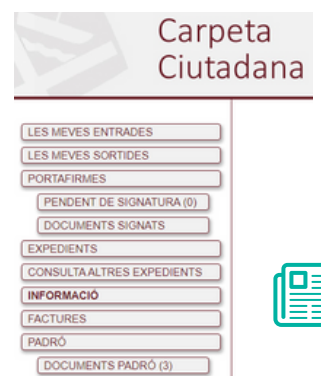 Carpeta
Ciutadana
LES MEVES ENTRADES
LES MEVES SORTIDES
PORTAFIRMES
PENDENT DE SIGNATURA (0)
DOCUMENTS SIGNATS
EXPEDIENTS
CONSULTA ALTRES EXPEDIENTS
INFORMACIÓ
FACTURES
PADRÓ
DOCUMENTS PADRÓ (3)